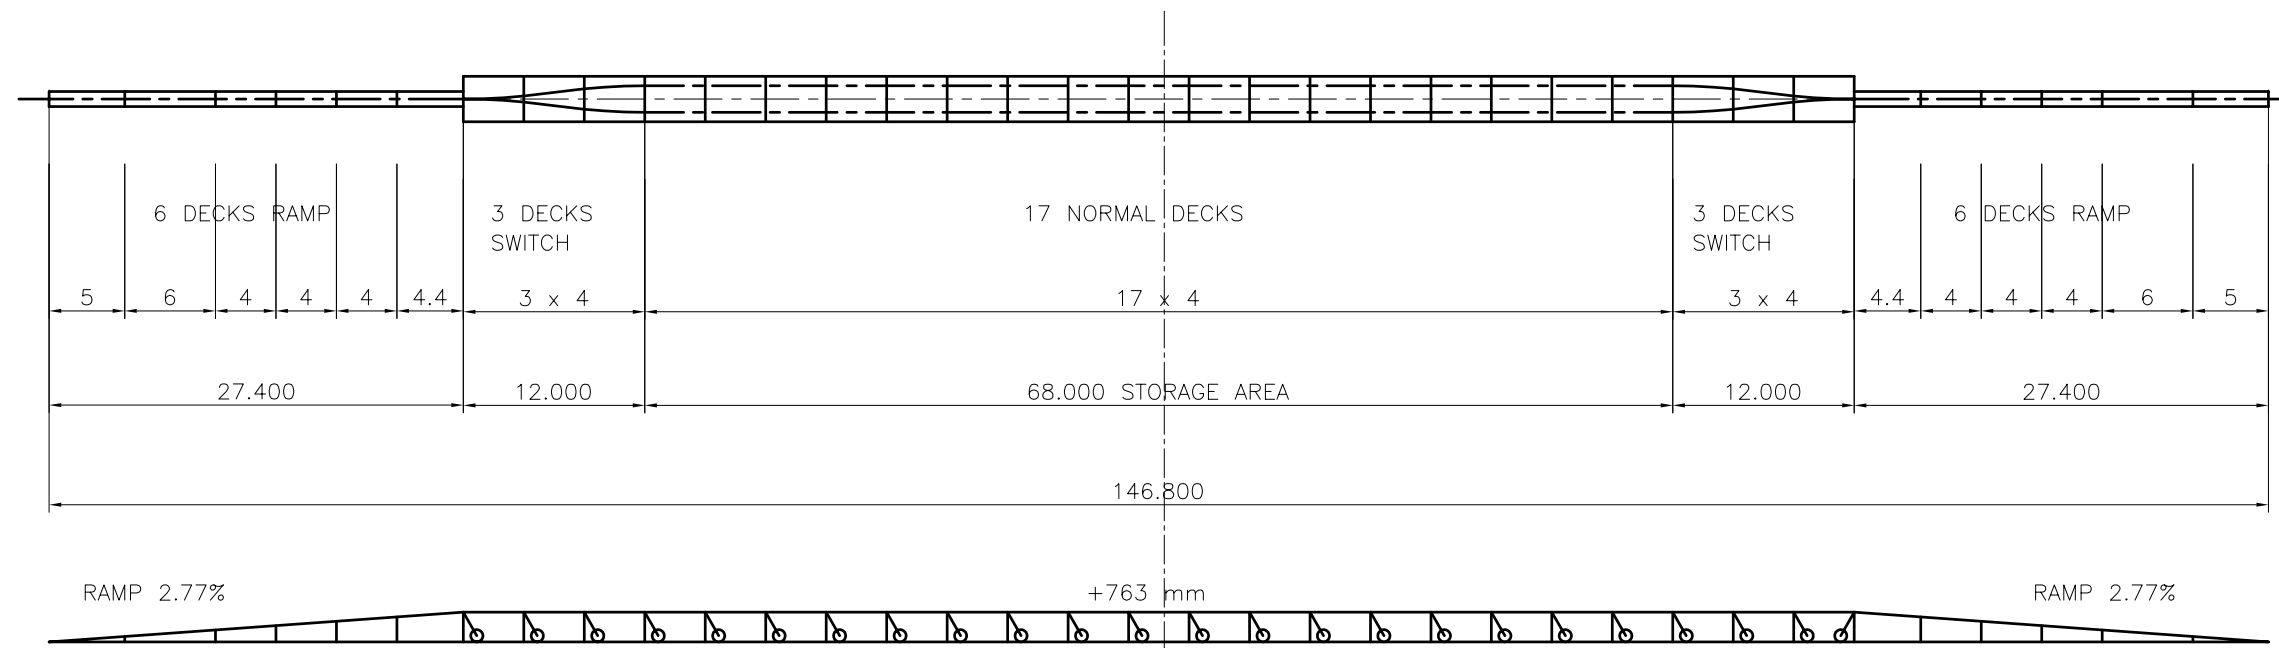 6 DECKS RAMP
3 DECKS
SWITCH
17 NORMAL DECKS
3 DECKS
SWITCH
6 DECKS RAMP
5 6 4 4 4 4.4 3 x 4 17 x 4 3 x 4 4.4 4 4 4 6 5
27.400 12.000 68.000 STORAGE AREA 12.000 27.400
146.800
RAMP 2.77% +763 mm RAMP 2.77%